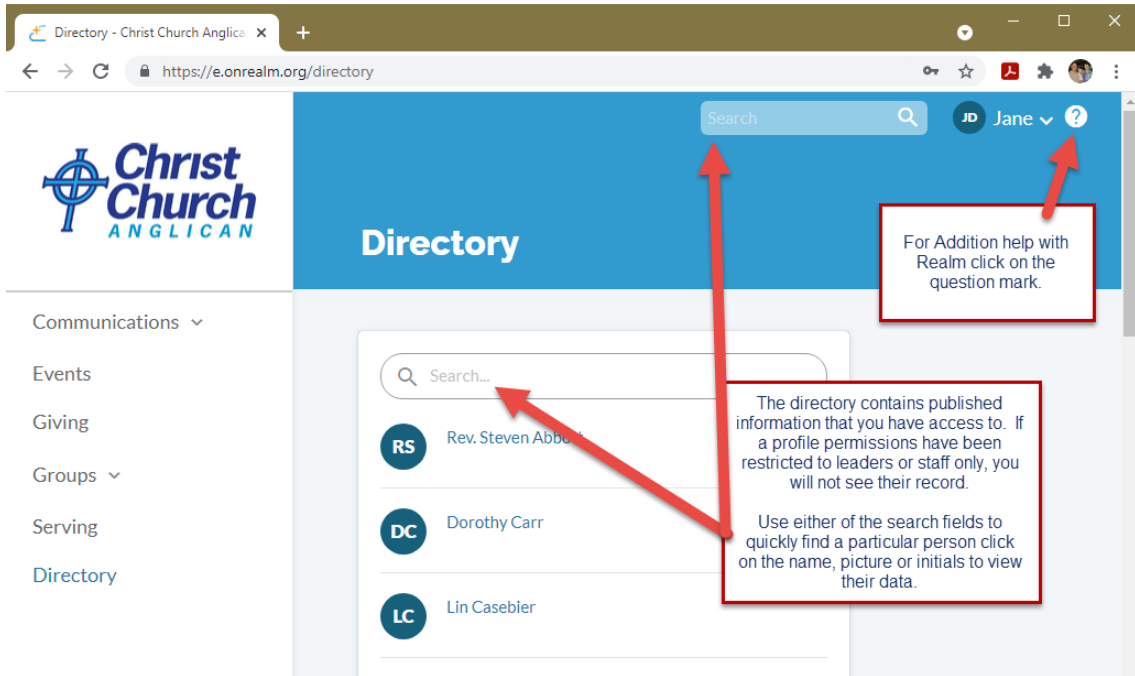 Directory - Christ Church Anglica
https://e.onrealm.org/directory
Search
JD Jane
?
Christ
Church
ANGLICAN
Directory
For Addition help with
Realm click on the
question mark.
Communications
Events
Giving
Groups
Serving
Directory
Search...
RS Rev. Steven Abbott
DC Dorothy Carr
LC Lin Casebier
The directory contains published
information that you have access to. If
a profile permissions have been
restricted to leaders or staff only, you
will not see their record.
Use either of the search fields to
quickly find a particular person click
on the name, picture or initials to view
their data.